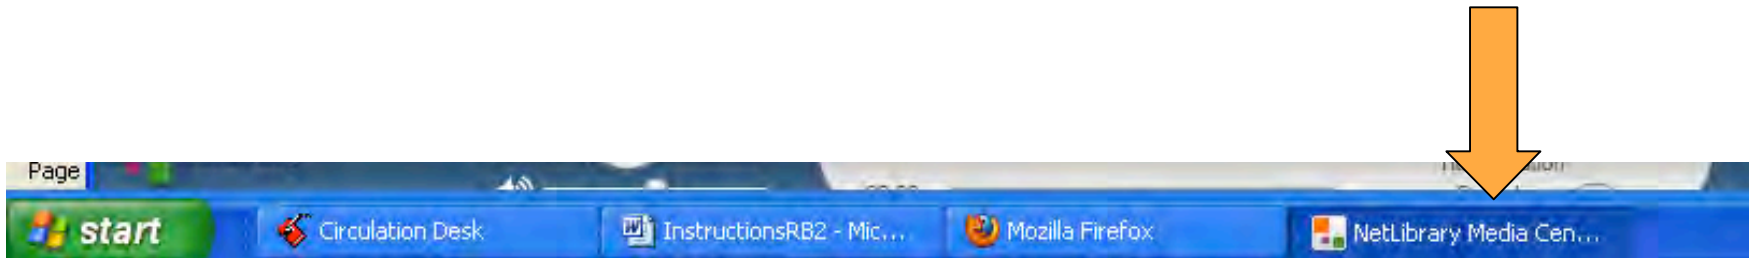 Page
start
Circulation Desk
InstructionsRB2 - Mic...
Mozilla Firefox
NetLibrary Media Cen...